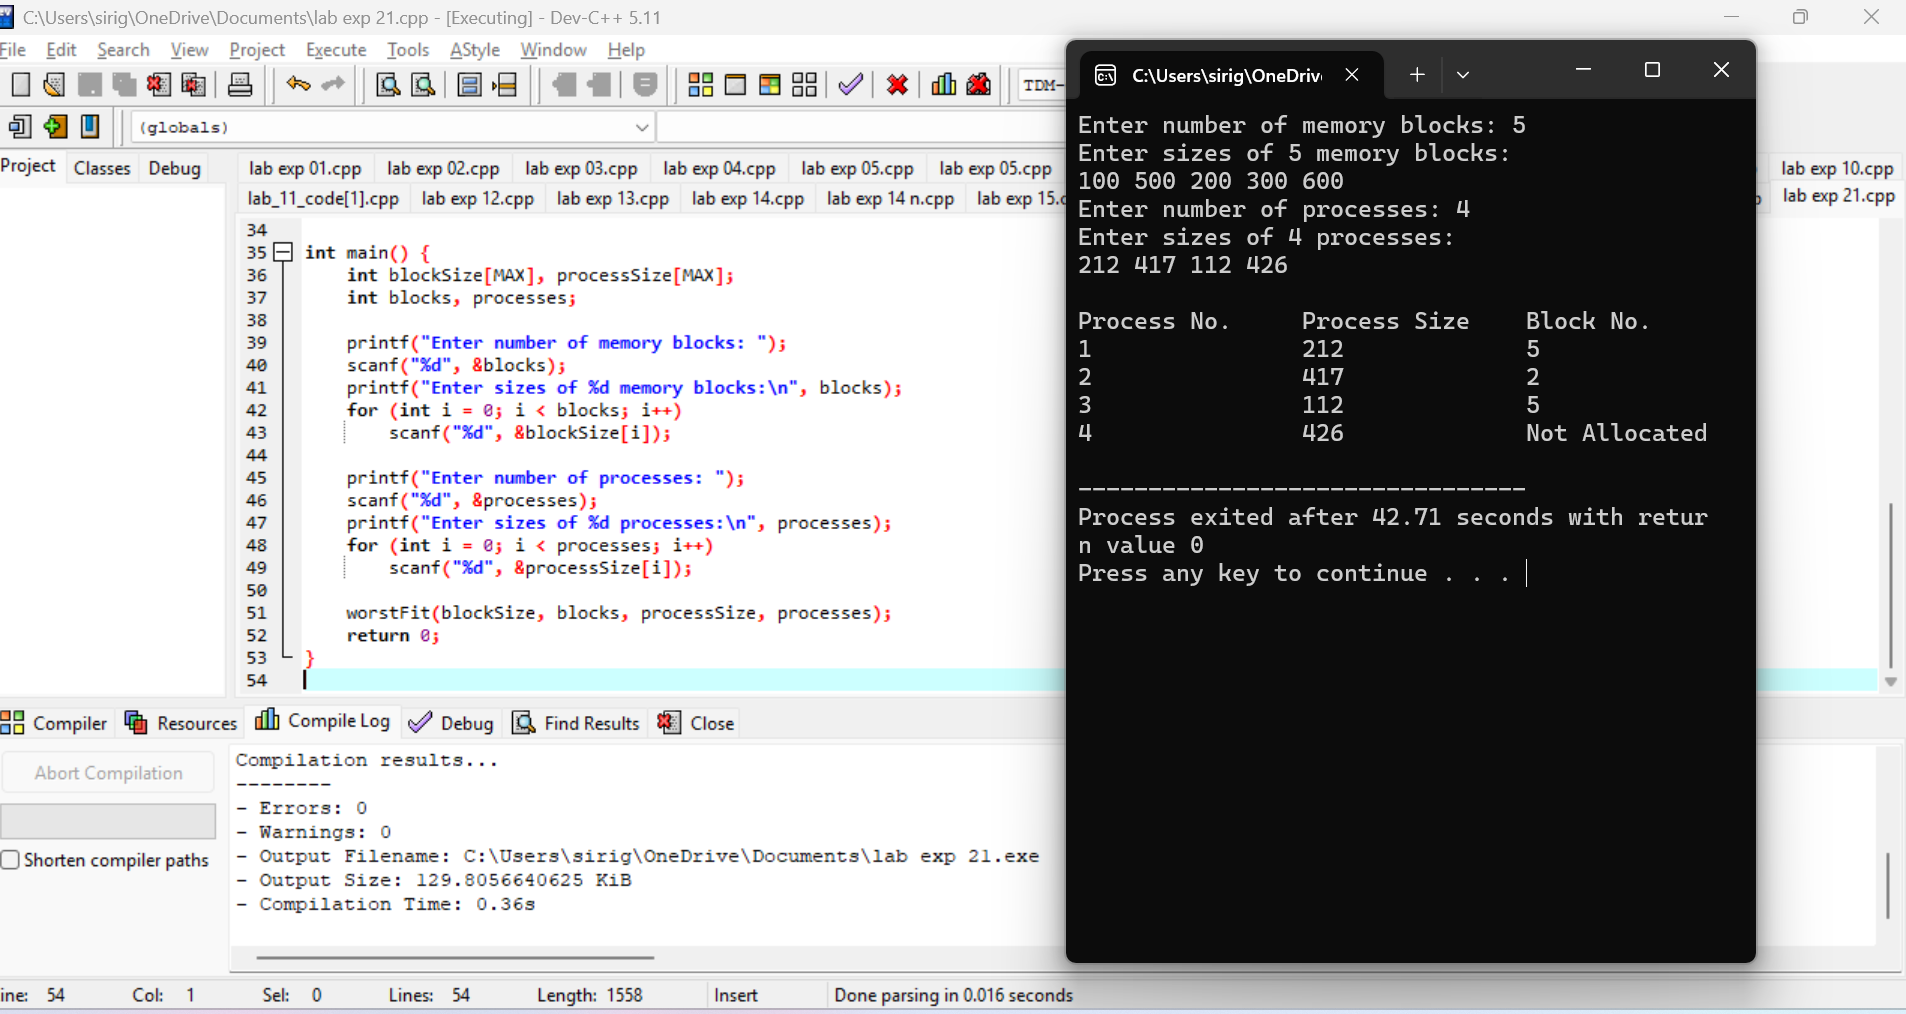 C:\Users\sirig\OneDrive\Documents\lab exp 21.cpp - [Executing] - Dev-C++ 5.11
File Edit Search View Project Execute Tools AStyle Window Help
TDM-
(globals)
Project Classes Debug
lab exp 01.cpp lab exp 02.cpp lab exp 03.cpp lab exp 04.cpp lab exp 05.cpp lab exp 05.cpp lab exp 10.cpp
lab_11_code[1].cpp lab exp 12.cpp lab exp 13.cpp lab exp 14.cpp lab exp 14 n.cpp lab exp 15.c lab exp 21.cpp
34
35 int main() {
36 int blockSize[MAX], processSize[MAX];
37 int blocks, processes;
38
39 printf("Enter number of memory blocks: ");
40 scanf("%d", &blocks);
41 printf("Enter sizes of %d memory blocks:\n", blocks);
42 for (int i = 0; i < blocks; i++)
43 scanf("%d", &blockSize[i]);
44
45 printf("Enter number of processes: ");
46 scanf("%d", &processes);
47 printf("Enter sizes of %d processes:\n", processes);
48 for (int i = 0; i < processes; i++)
49 scanf("%d", &processSize[i]);
50
51 worstFit(blockSize, blocks, processSize, processes);
52 return 0;
53 }
54
C:\Users\sirig\OneDriv
Enter number of memory blocks: 5
Enter sizes of 5 memory blocks:
100 500 200 300 600
Enter number of processes: 4
Enter sizes of 4 processes:
212 417 112 426
Process No. Process Size Block No.
1 212 5
2 417 2
3 112 5
4 426 Not Allocated
--------------------------------
Process exited after 42.71 seconds with retur
n value 0
Press any key to continue . . .
Compiler Resources Compile Log Debug Find Results Close
Abort Compilation
Shorten compiler paths
Compilation results...
--------
- Errors: 0
- Warnings: 0
- Output Filename: C:\Users\sirig\OneDrive\Documents\lab exp 21.exe
- Output Size: 129.8056640625 KiB
- Compilation Time: 0.36s
ine: 54 Col: 1 Sel: 0 Lines: 54 Length: 1558 Insert Done parsing in 0.016 seconds